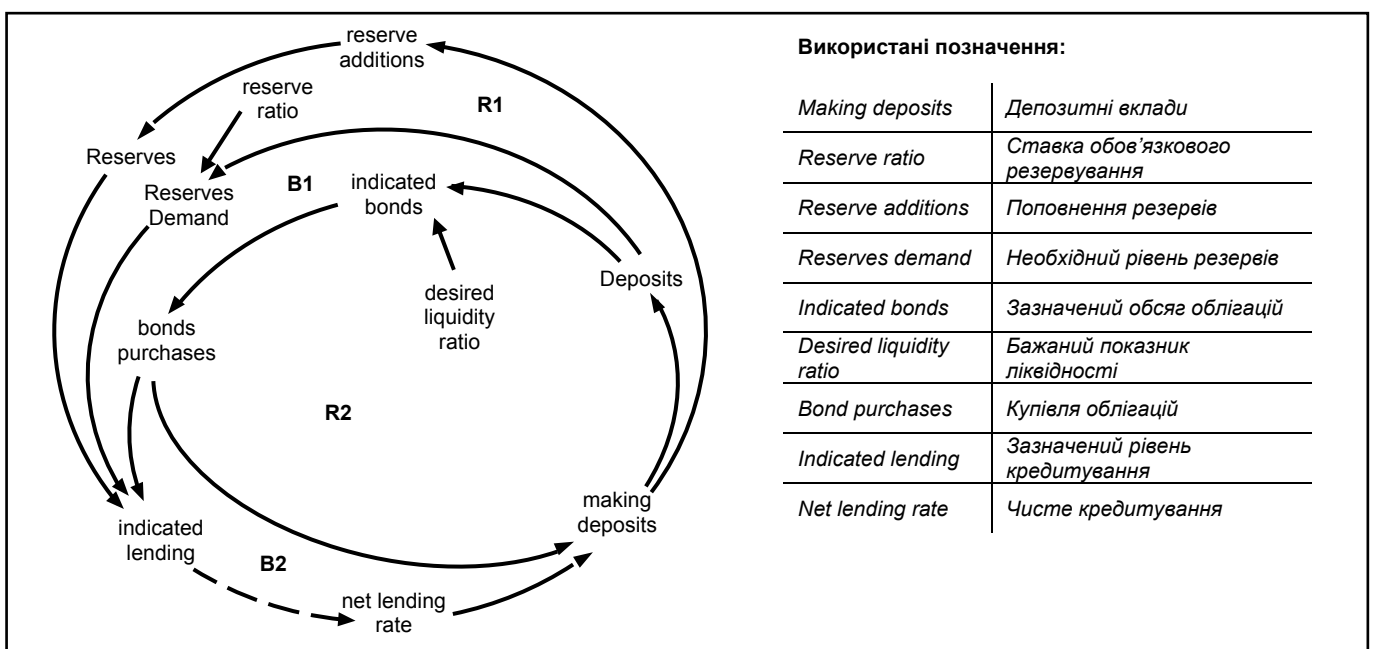 reserve
additions
reserve
ratio
R1
Reserves
Reserves
Demand
B1
indicated
bonds
Deposits
desired
liquidity
ratio
bonds
purchases
R2
making
deposits
indicated
lending
B2
net lending
rate
Використані позначення:
Making deposits Депозитні вклади
Reserve ratio Ставка обов’язкового
резервування
Reserve additions Поповнення резервів
Reserves demand Необхідний рівень резервів
Indicated bonds Зазначений обсяг облігацій
Desired liquidity Бажаний показник
ratio ліквідності
Bond purchases Купівля облігацій
Indicated lending Зазначений рівень
кредитування
Net lending rate Чисте кредитування